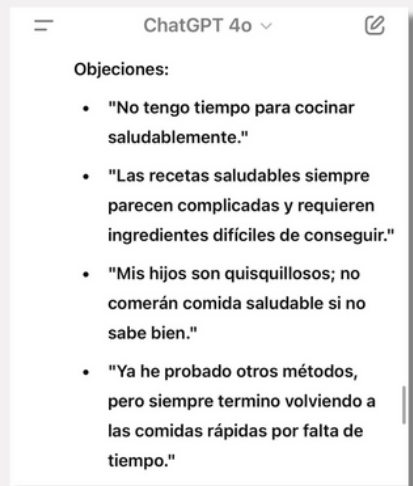 ChatGPT 4o
Objeciones:
• "No tengo tiempo para cocinar
saludablemente."
• "Las recetas saludables siempre
parecen complicadas y requieren
ingredientes difíciles de conseguir."
• "Mis hijos son quisquillosos; no
comerán comida saludable si no
sabe bien."
• "Ya he probado otros métodos,
pero siempre termino volviendo a
las comidas rápidas por falta de
tiempo."